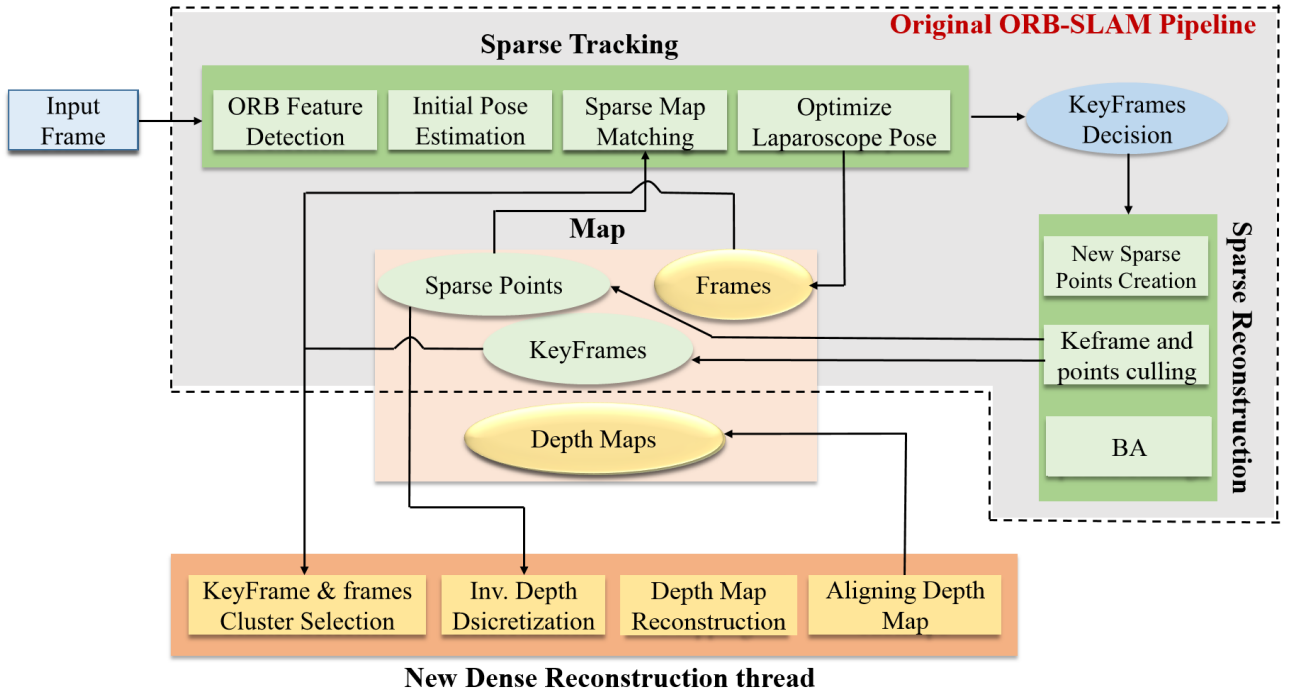 Original ORB-SLAM Pipeline
Sparse Tracking
Input
Frame
ORB Feature
Detection
Initial Pose
Estimation
Sparse Map
Matching
Optimize
Laparoscope Pose
KeyFrames
Decision
Map
Sparse Points
Frames
KeyFrames
Depth Maps
New Sparse
Points Creation
Keframe and
points culling
BA
Sparse Reconstruction
KeyFrame & frames
Cluster Selection
Inv. Depth
Dsicretization
Depth Map
Reconstruction
Aligning Depth
Map
New Dense Reconstruction thread